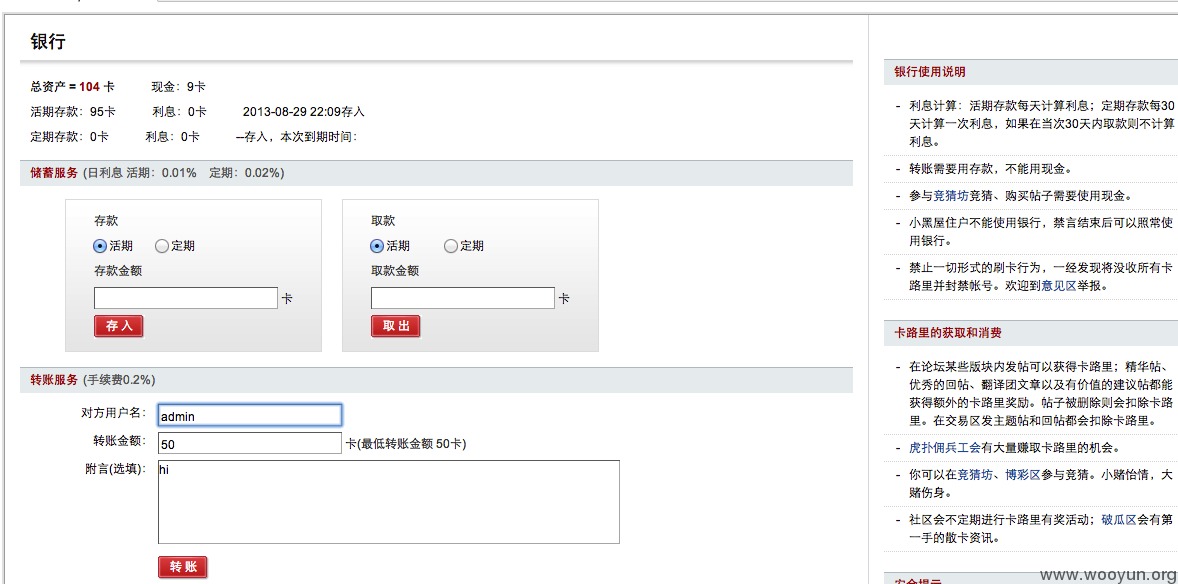 银行
总资产 = 104 卡 现金：9卡
活期存款：95卡 利息：0卡 2013-08-29 22:09存入
定期存款：0卡 利息：0卡 --存入，本次到期时间：
储蓄服务 (日利息 活期：0.01% 定期：0.02%)
存款
活期 定期
存款金额
卡
存入
取款
活期 定期
取款金额
卡
取出
转账服务 (手续费0.2%)
对方用户名： admin
转账金额： 50 卡(最低转账金额 50卡)
附言(选填)： hi
转账
银行使用说明
- 利息计算：活期存款每天计算利息；定期存款每30
天计算一次利息，如果在当次30天内取款则不计算
利息。
- 转账需要用存款，不能用现金。
- 参与竞猜坊竞猜、购买帖子需要使用现金。
- 小黑屋住户不能使用银行，禁言结束后可以照常使
用银行。
- 禁止一切形式的刷卡行为，一经发现将没收所有卡
路里并封禁帐号。欢迎到意见区举报。
卡路里的获取和消费
- 在论坛某些版块内发帖可以获得卡路里；精华帖、
优秀的回帖、翻译团文章以及有价值的建议帖都能
获得额外的卡路里奖励。帖子被删除则会扣除卡路
里。在交易区发主题帖和回帖都会扣除卡路里。
- 虎扑佣兵工会有大量赚取卡路里的机会。
- 你可以在竞猜坊、博彩区参与竞猜。小赌怡情，大
赌伤身。
- 社区会不定期进行卡路里有奖活动；破瓜区会有第
一手的散卡资讯。
安全提示
www.wooyun.org